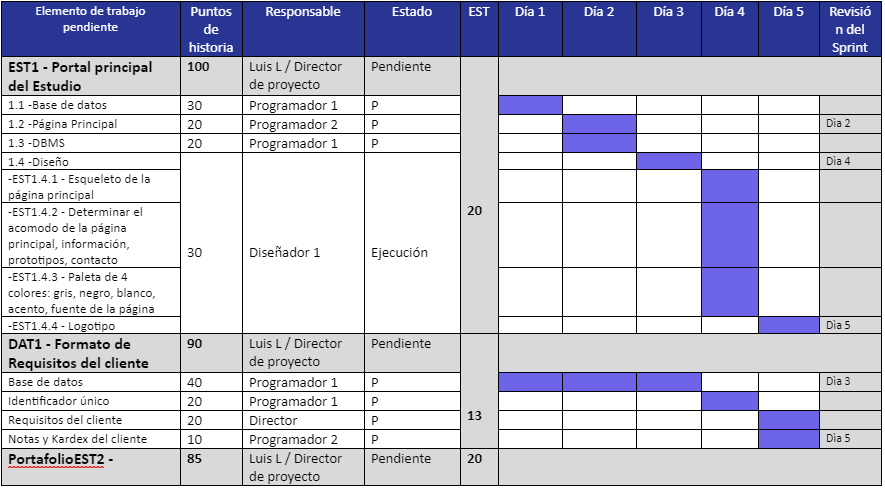 Elemento de trabajo pendiente Puntos de historia Responsable Estado EST Día 1 Día 2 Día 3 Día 4 Día 5 Revisión del Sprint
EST1 - Portal principal del Estudio 100 Luis L / Director de proyecto Pendiente 20
1.1 -Base de datos 30 Programador 1 P
1.2 -Página Principal 20 Programador 2 P Dìa 2
1.3 -DBMS 20 Programador 1 P
1.4 -Diseño 30 Diseñador 1 Ejecución Dìa 4
-EST1.4.1 - Esqueleto de la
página principal
-EST1.4.2 - Determinar el
acomodo de la página
principal, información,
prototipos, contacto
-EST1.4.3 - Paleta de 4
colores: gris, negro, blanco,
acento, fuente de la página
-EST1.4.4 - Logotipo Dìa 5
DAT1 - Formato de Requisitos del cliente 90 Luis L / Director de proyecto Pendiente 13
Base de datos 40 Programador 1 P Dìa 3
Identificador único 20 Programador 1 P
Requisitos del cliente 20 Director P
Notas y Kardex del cliente 10 Programador 2 P Dìa 5
PortafolioEST2 - 85 Luis L / Director de proyecto Pendiente 20